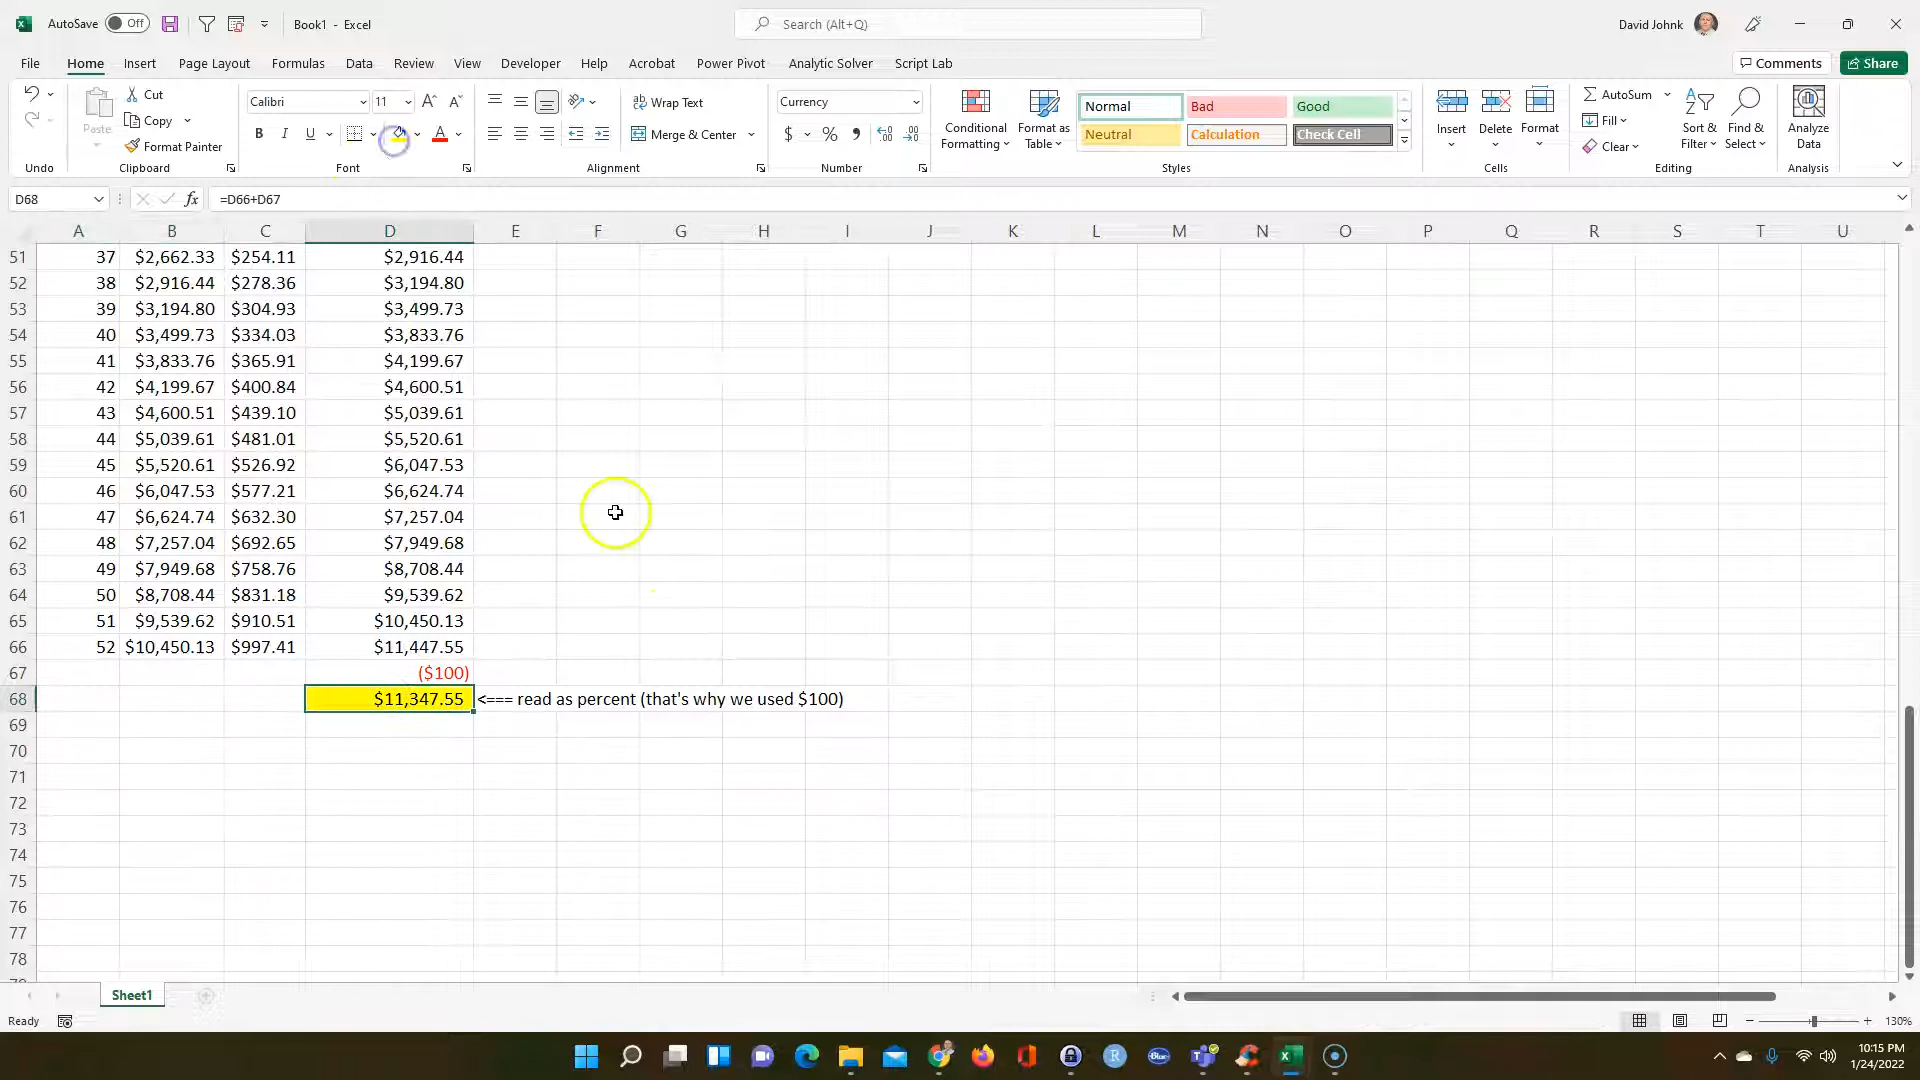 AutoSave Off Book1 - Excel Search (Alt+Q) David Johnk
File Home Insert Page Layout Formulas Data Review View Developer Help Acrobat Power Pivot Analytic Solver Script Lab Comments Share
Cut Calibri 11 Wrap Text Currency Normal Bad Good AutoSum
Paste Copy B I U A Merge & Center $ % 9 Conditional Formatting Format as Table Neutral Calculation Check Cell Insert Delete Format Fill Sort & Filter Find & Select Analyze Data
Format Painter Clear
Undo Clipboard Font Alignment Number Styles Cells Editing Analysis
D68 fx =D66+D67
A B C D E F G H I J K L M N O P Q R S T U
51 37 $2,662.33 $254.11 $2,916.44
52 38 $2,916.44 $278.36 $3,194.80
53 39 $3,194.80 $304.93 $3,499.73
54 40 $3,499.73 $334.03 $3,833.76
55 41 $3,833.76 $365.91 $4,199.67
56 42 $4,199.67 $400.84 $4,600.51
57 43 $4,600.51 $439.10 $5,039.61
58 44 $5,039.61 $481.01 $5,520.61
59 45 $5,520.61 $526.92 $6,047.53
60 46 $6,047.53 $577.21 $6,624.74
61 47 $6,624.74 $632.30 $7,257.04
62 48 $7,257.04 $692.65 $7,949.68
63 49 $7,949.68 $758.76 $8,708.44
64 50 $8,708.44 $831.18 $9,539.62
65 51 $9,539.62 $910.51 $10,450.13
66 52 $10,450.13 $997.41 $11,447.55
67 ($100)
68 $11,347.55 <=== read as percent (that's why we used $100)
69
70
71
72
73
74
75
76
77
78
Sheet1
Ready 130%
10:15 PM
1/24/2022